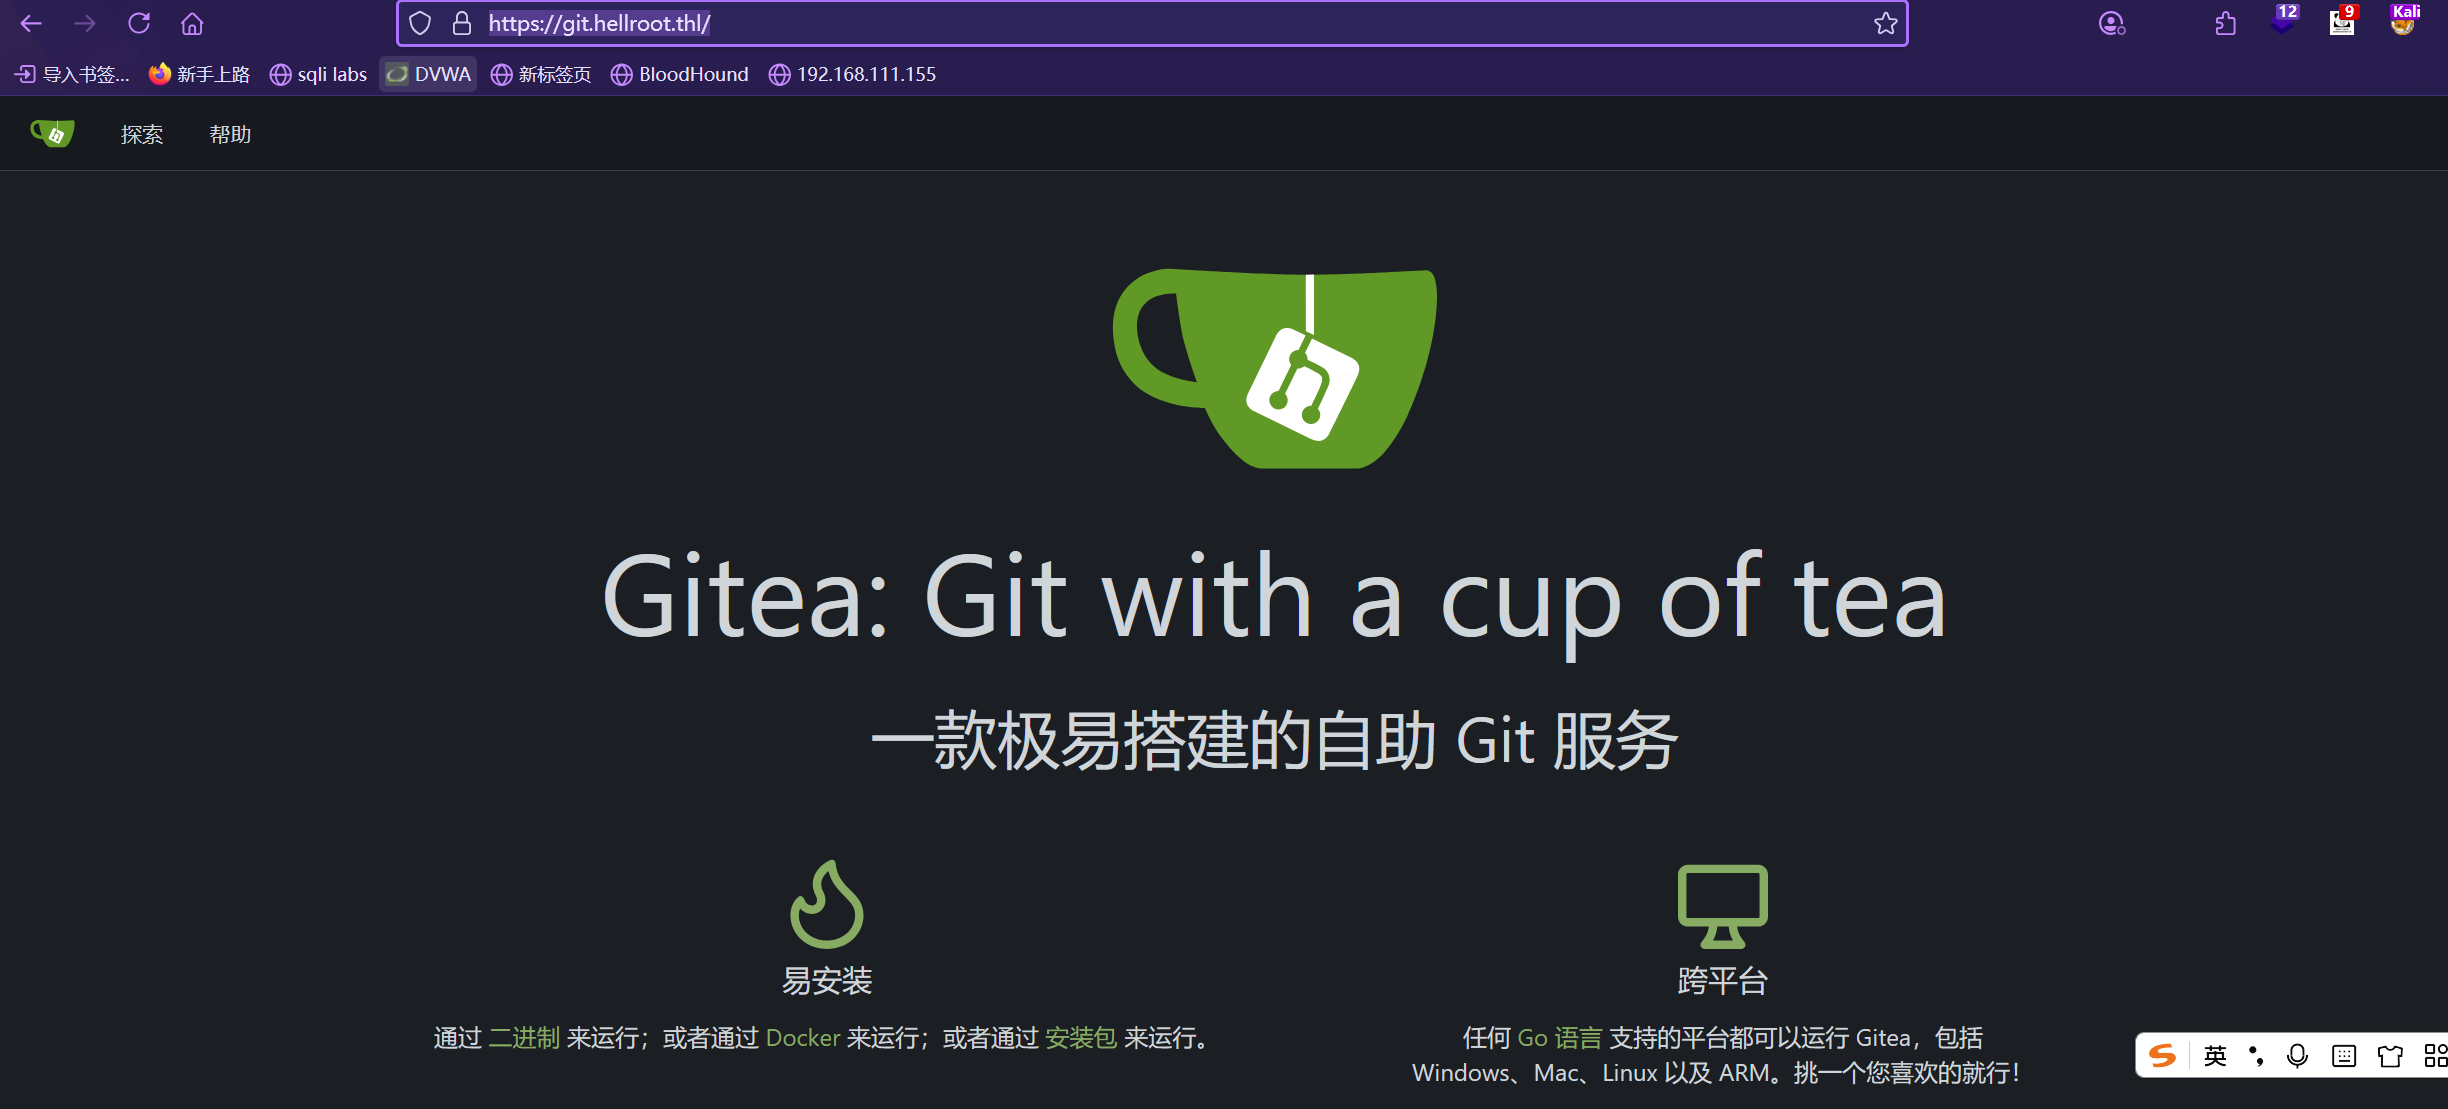 https://git.hellroot.thl/
12
9
Kali
导入书签...
新手上路
sqli labs
DVWA
新标签页
BloodHound
192.168.111.155
探索
帮助
Gitea: Git with a cup of tea
一款极易搭建的自助 Git 服务
易安装
通过 二进制 来运行；或者通过 Docker 来运行；或者通过 安装包 来运行。
跨平台
任何 Go 语言 支持的平台都可以运行 Gitea，包括
Windows、Mac、Linux 以及 ARM。挑一个您喜欢的就行！
英